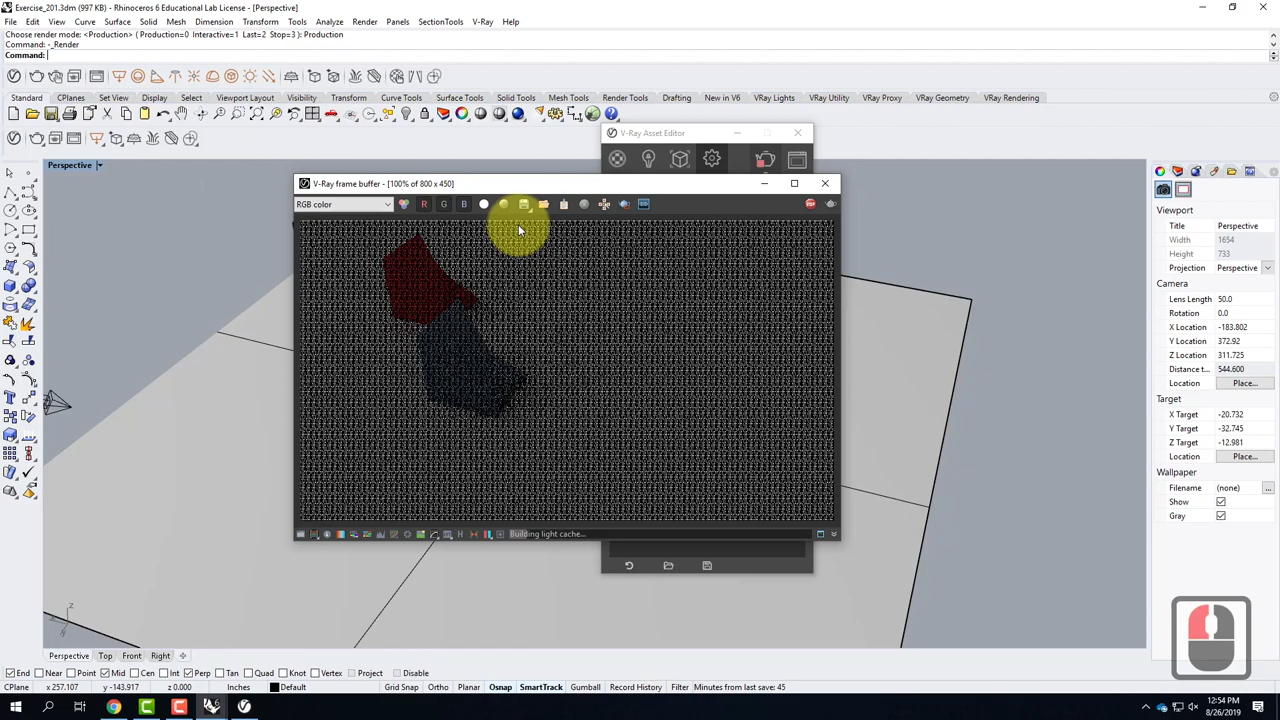 Exercise_201.3dm (997 KB) - Rhinoceros 6 Educational Lab License - [Perspective]
File Edit View Curve Surface Solid Mesh Dimension Transform Tools Analyze Render Panels SectionTools V-Ray Help
Choose render mode: <Production> ( Production=0 Interactive=1 Last=2 Stop=3 ): Production
Command: -_Render
Command:
Standard CPlanes Set View Display Select Viewport Layout Visibility Transform Curve Tools Surface Tools Solid Tools Mesh Tools Render Tools Drafting New in V6 VRay Lights VRay Utility VRay Proxy VRay Geometry VRay Rendering
V-Ray Asset Editor
Perspective
V-Ray frame buffer - [100% of 800 x 450]
RGB color
R G B
STOP
Building light cache...
Viewport
Title Perspective
Width 1654
Height 733
Projection Perspective
Camera
Lens Length 50.0
Rotation 0.0
X Location -183.802
Y Location 372.92
Z Location 311.725
Distance t... 544.600
Location Place...
Target
X Target -20.732
Y Target -32.745
Z Target -12.981
Location Place...
Wallpaper
Filename (none) ...
Show
Gray
z
Perspective Top Front Right
End Near Point Mid Cen Int Perp Tan Quad Knot Vertex Project Disable
CPlane x 257.107 y -143.917 z 0.000 Inches Default Grid Snap Ortho Planar Osnap SmartTrack Gumball Record History Filter Minutes from last save: 45
12:54 PM
8/26/2019